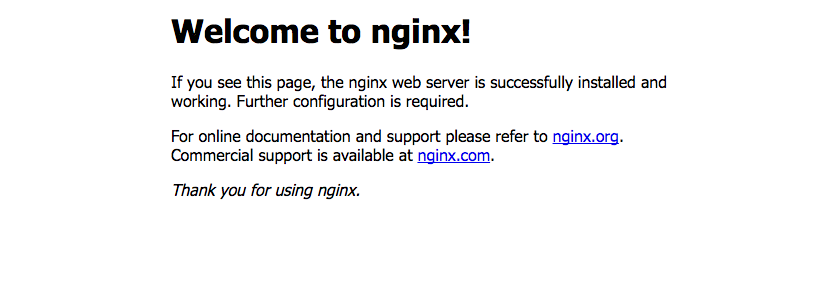 Welcome to nginx!
If you see this page, the nginx web server is successfully installed and
working. Further configuration is required.
For online documentation and support please refer to nginx.org.
Commercial support is available at nginx.com.
Thank you for using nginx.